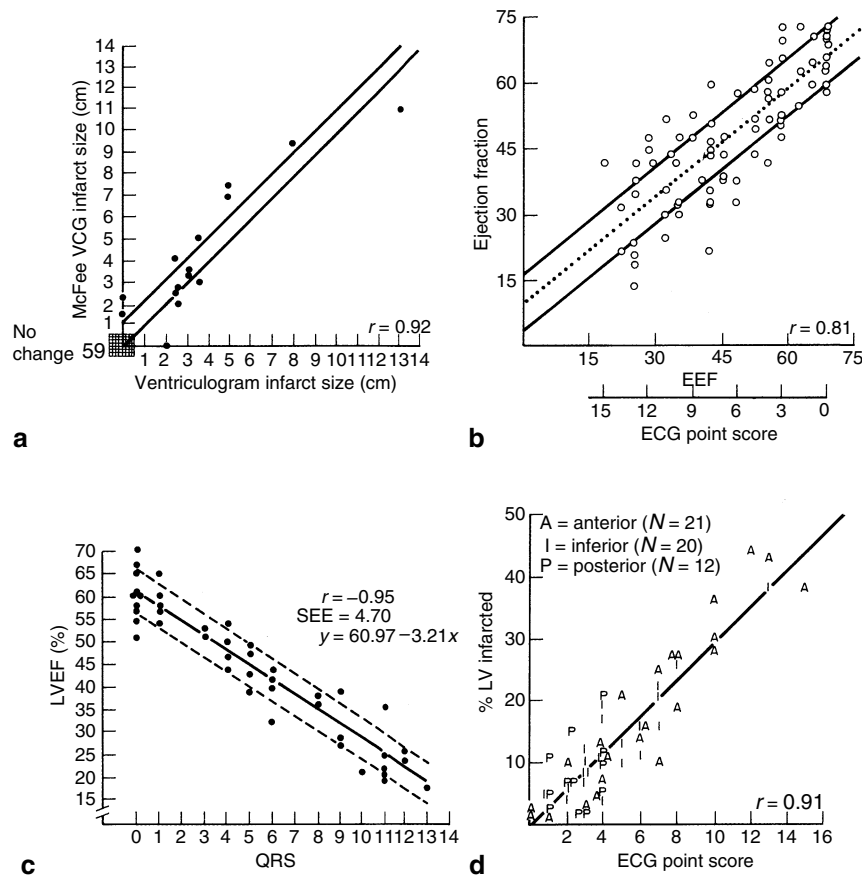 14
13
12
11
10
9
8
7
6
5
4
3
2
1
McFee VCG infarct size (cm)
No
change 59
r = 0.92
1 2 3 4 5 6 7 8 9 10 11 12 13 14
Ventriculogram infarct size (cm)
a
75
60
45
30
15
Ejection fraction
r = 0.81
15 30 45 60 75
EEF
15 12 9 6 3 0
ECG point score
b
70
65
60
55
50
45
40
35
30
25
20
15
LVEF (%)
r = −0.95
SEE = 4.70
y = 60.97 −3.21x
0 1 2 3 4 5 6 7 8 9 10 11 12 13 14
QRS
c
50
40
30
20
10
% LV infarcted
A = anterior (N = 21)
I = inferior (N = 20)
P = posterior (N = 12)
r = 0.91
2 4 6 8 10 12 14 16
ECG point score
d